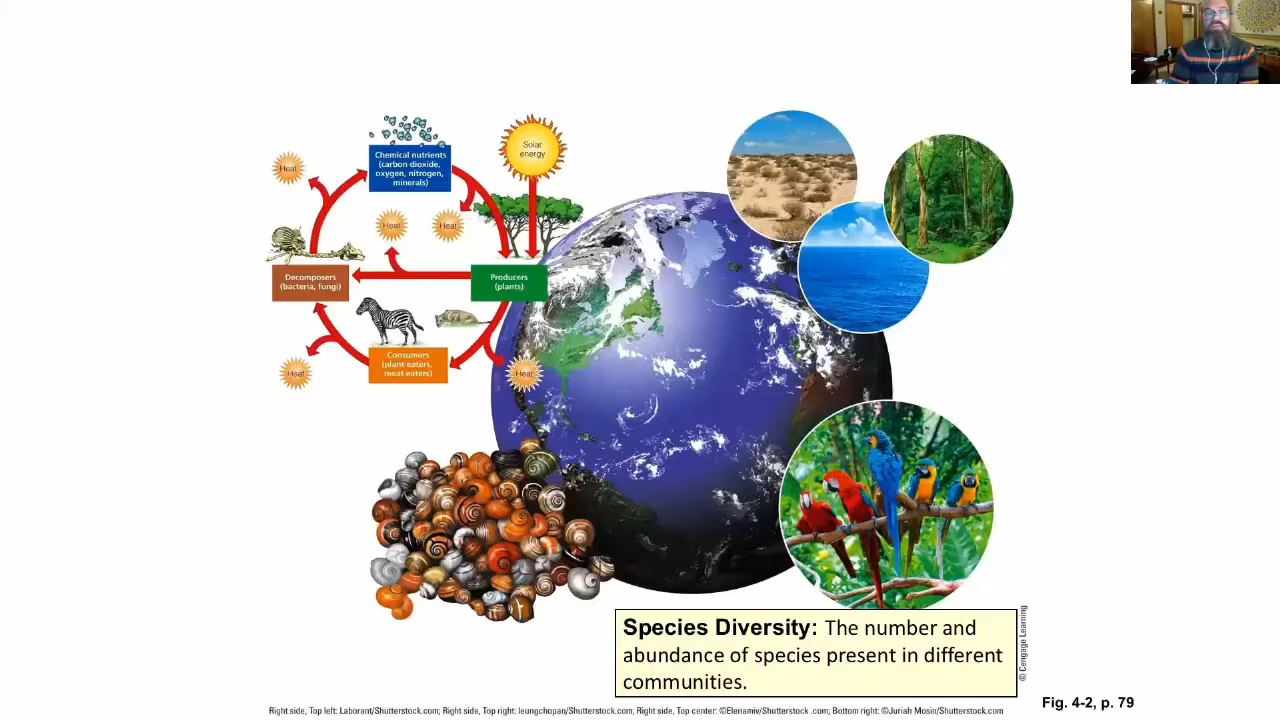 Solar
energy
Chemical nutrients
(carbon dioxide,
oxygen, nitrogen,
minerals)
Heat
Heat
Heat
Decomposers
(bacteria, fungi)
Producers
(plants)
Consumers
(plant eaters,
meat eaters)
Heat
Heat
Species Diversity: The number and
abundance of species present in different
communities.
© Cengage Learning
Fig. 4-2, p. 79
Right side, Top left: Laborant/Shutterstock.com; Right side, Top right: leungchopan/Shutterstock.com; Right side, Top center: ©Elenamiv/Shutterstock .com; Bottom right: ©Juriah Mosin/Shutterstock.com